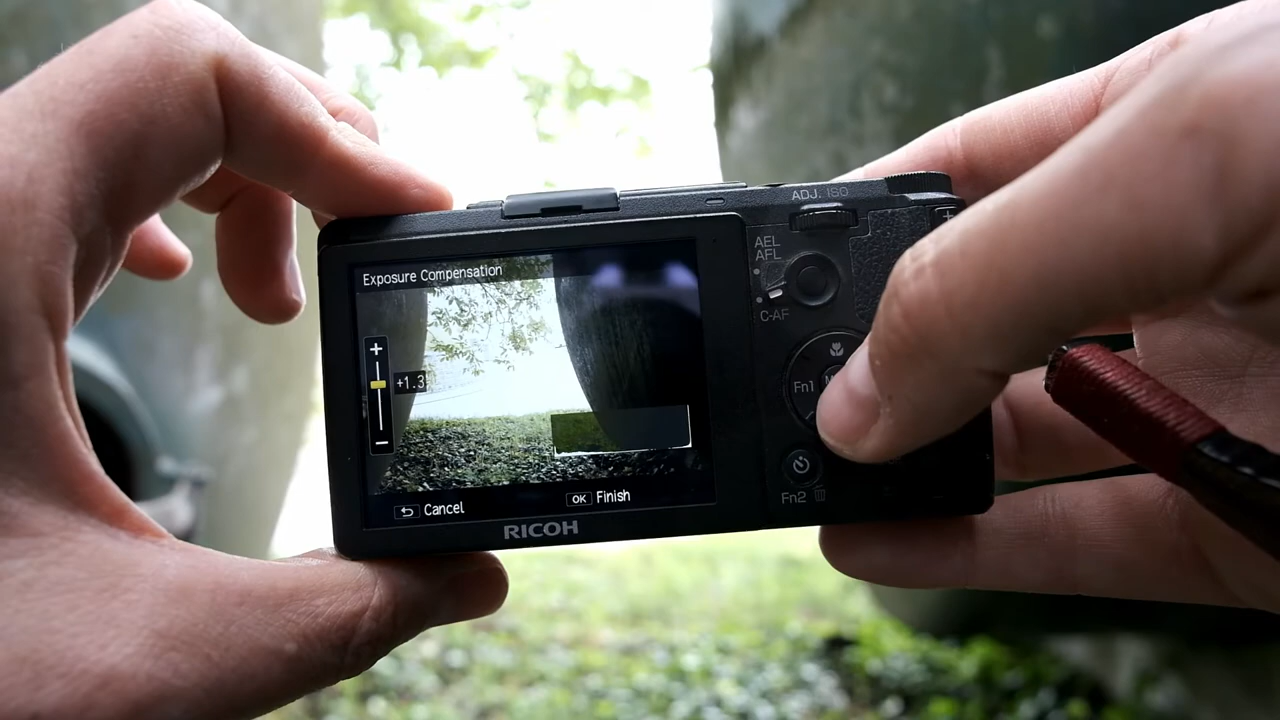 ADJ. ISO
AEL
AFL
C-AF
Exposure Compensation
+
+1.3
−
Fn1
Cancel
OK Finish
Fn2
RICOH